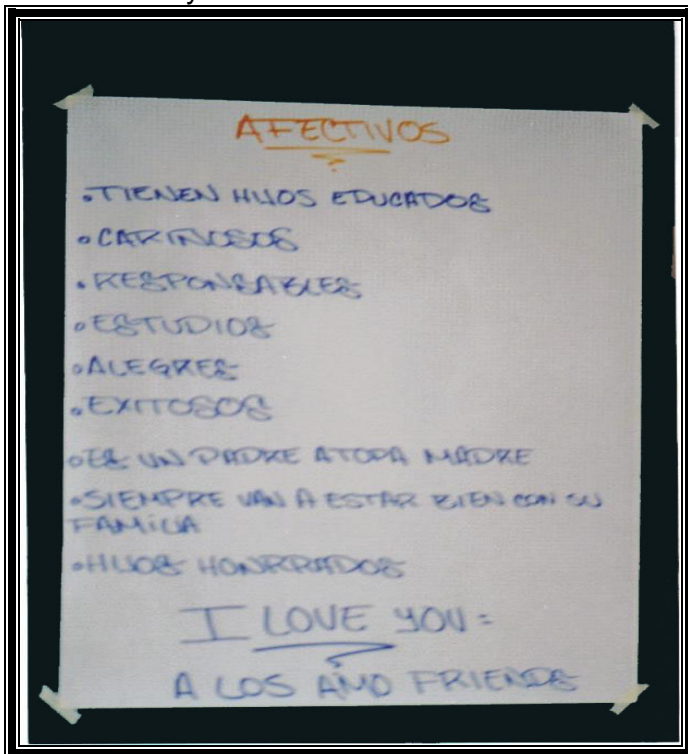 AFECTIVOS
•TIENEN HIJOS EDUCADOS
•CARINOSOS
•RESPONSABLES
•ESTUDIOS
•ALEGRES
•EXITOSOS
•ES UN PADRE A TODA MADRE
•SIEMPRE VAN A ESTAR BIEN CON SU
FAMILIA
•HIJOS HONRRADOS
I LOVE YOU =
A LOS AMO FRIENDS